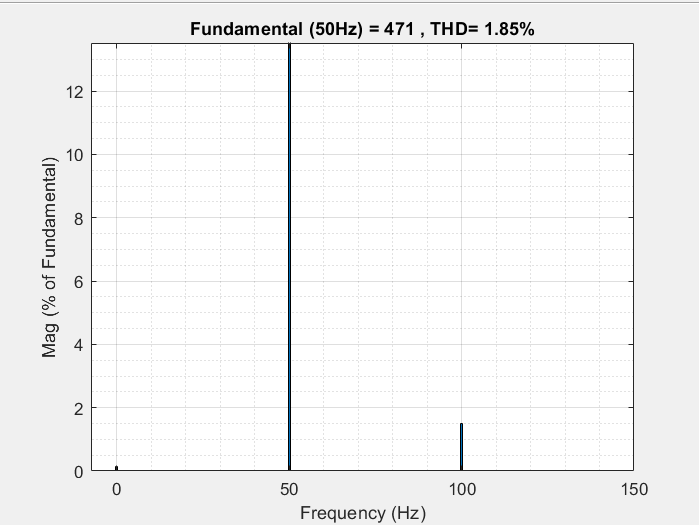 Fundamental (50Hz) = 471 , THD= 1.85%
12
10
8
6
4
2
0
Mag (% of Fundamental)
0 50 100 150
Frequency (Hz)